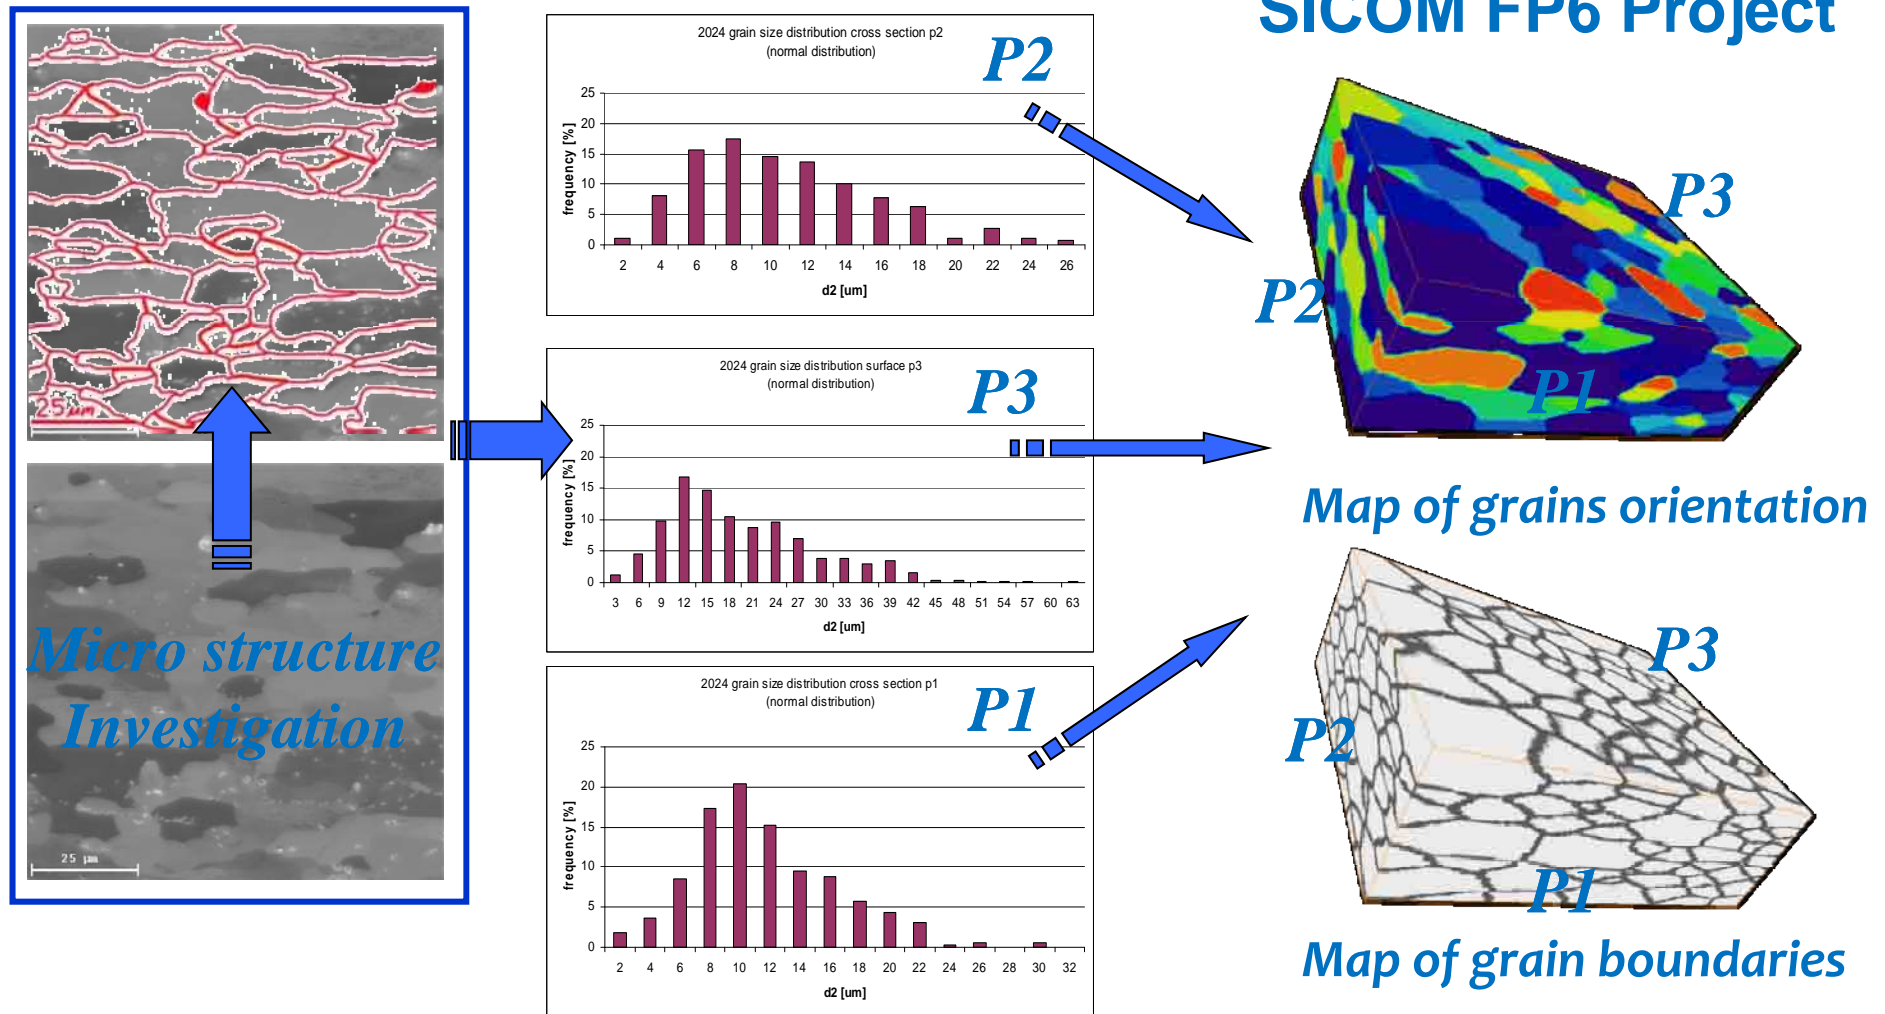 SICOM FP6 Project
25 µm
Micro structure
Investigation
25 µm
2024 grain size distribution cross section p2
(normal distribution)
P2
frequency [%]
25
20
15
10
5
0
2 4 6 8 10 12 14 16 18 20 22 24 26
d2 [um]
2024 grain size distribution surface p3
(normal distribution)
P3
frequency [%]
25
20
15
10
5
0
3 6 9 12 15 18 21 24 27 30 33 36 39 42 45 48 51 54 57 60 63
d2 [um]
2024 grain size distribution cross section p1
(normal distribution)
P1
frequency [%]
25
20
15
10
5
0
2 4 6 8 10 12 14 16 18 20 22 24 26 28 30 32
d2 [um]
P3
P2
P1
Map of grains orientation
P3
P2
P1
Map of grain boundaries